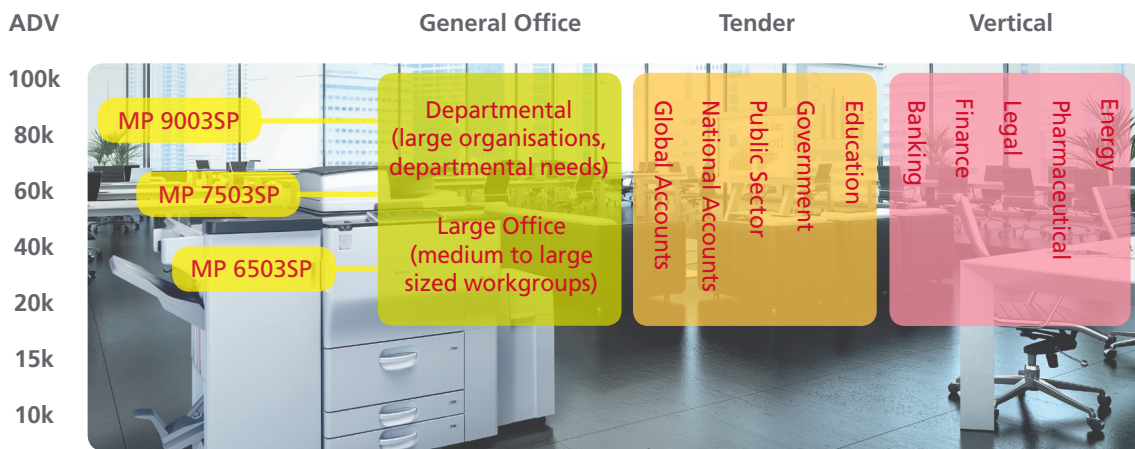 ADV
General Office
Tender
Vertical
100k
80k
60k
40k
20k
15k
10k
MP 9003SP
MP 7503SP
MP 6503SP
Departmental
(large organisations,
departmental needs)
Large Office
(medium to large
sized workgroups)
Global Accounts
National Accounts
Public Sector
Government
Education
Banking
Finance
Legal
Pharmaceutical
Energy